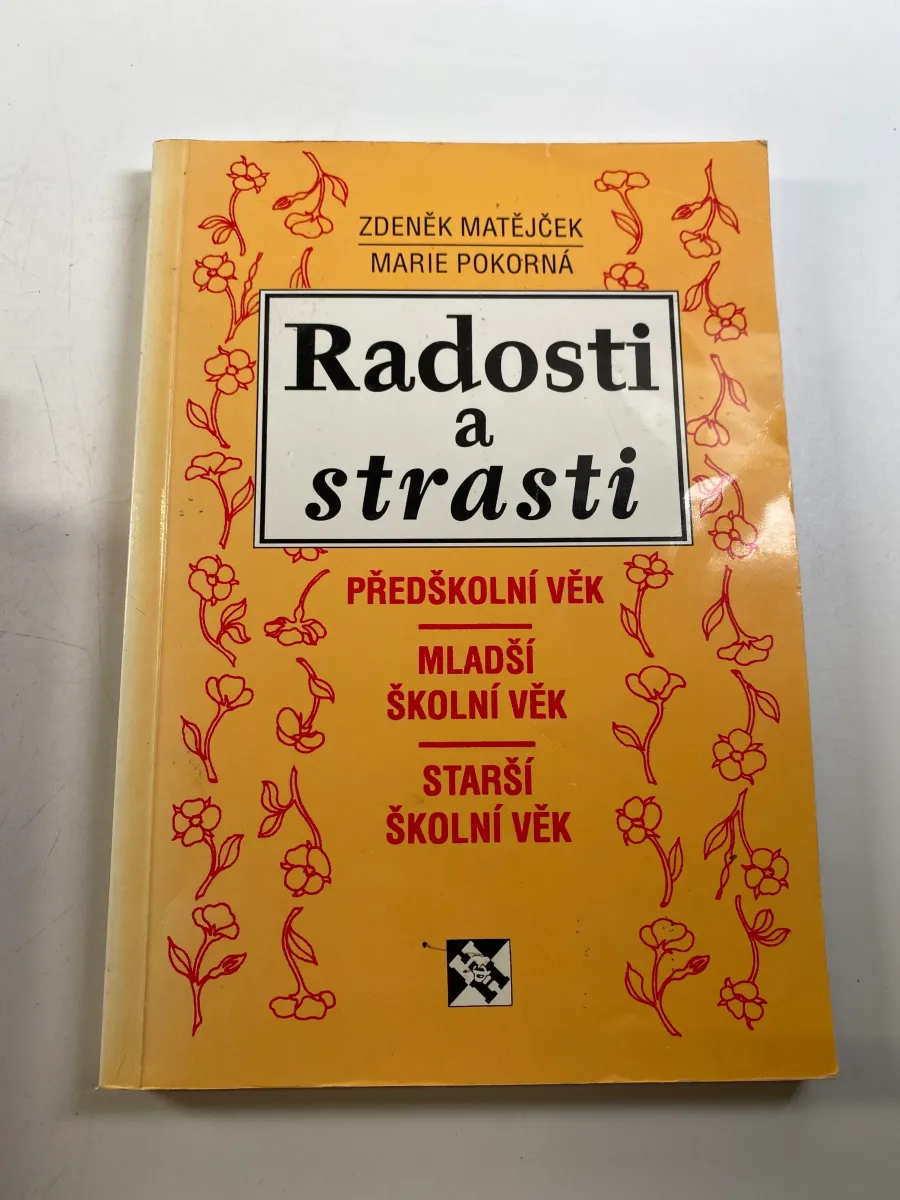 ZDENĚK MATĚJČEK
MARIE POKORNÁ
Radosti
a
strasti
PŘEDŠKOLNÍ VĚK
MLADŠÍ
ŠKOLNÍ VĚK
STARŠÍ
ŠKOLNÍ VĚK
H&H